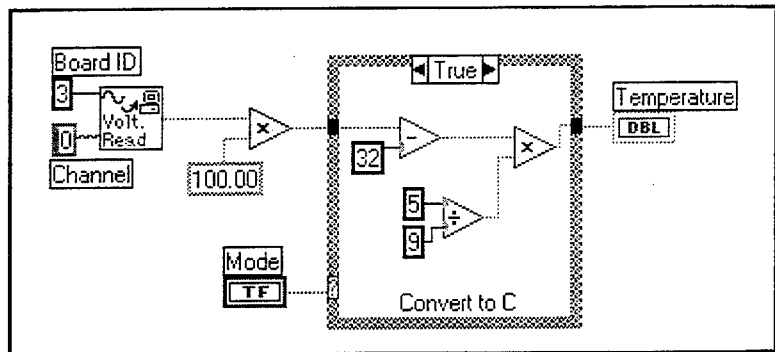 Board ID
3
Volt.
Read
0
Channel
×
100.00
Mode
TF
?
True
−
32
×
5
÷
9
Convert to C
Temperature
DBL